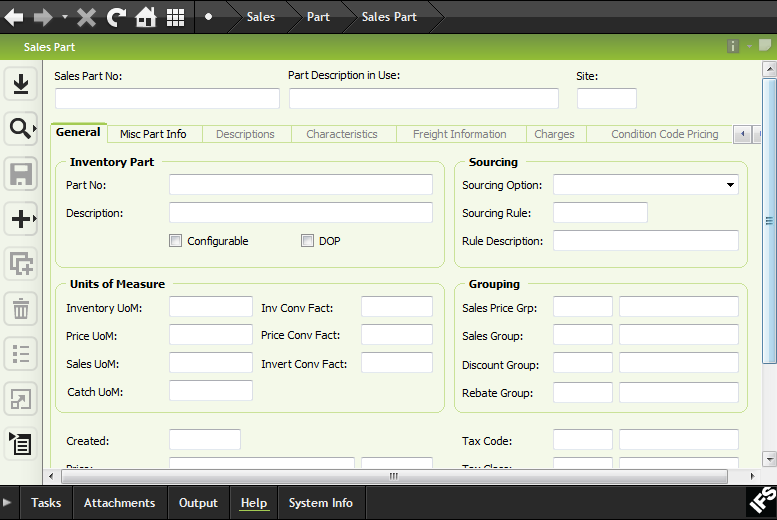 Sales Part Sales Part
Sales Part
Sales Part No: Part Description in Use: Site:
General Misc Part Info Descriptions Characteristics Freight Information Charges Condition Code Pricing
Inventory Part Sourcing
Part No: Sourcing Option:
Description: Sourcing Rule:
Configurable DOP Rule Description:
Units of Measure Grouping
Inventory UoM: Inv Conv Fact: Sales Price Grp:
Price UoM: Price Conv Fact: Sales Group:
Sales UoM: Invert Conv Fact: Discount Group:
Catch UoM: Rebate Group:
Created: Tax Code:
Price: Tax Class:
Tasks Attachments Output Help System Info IFS